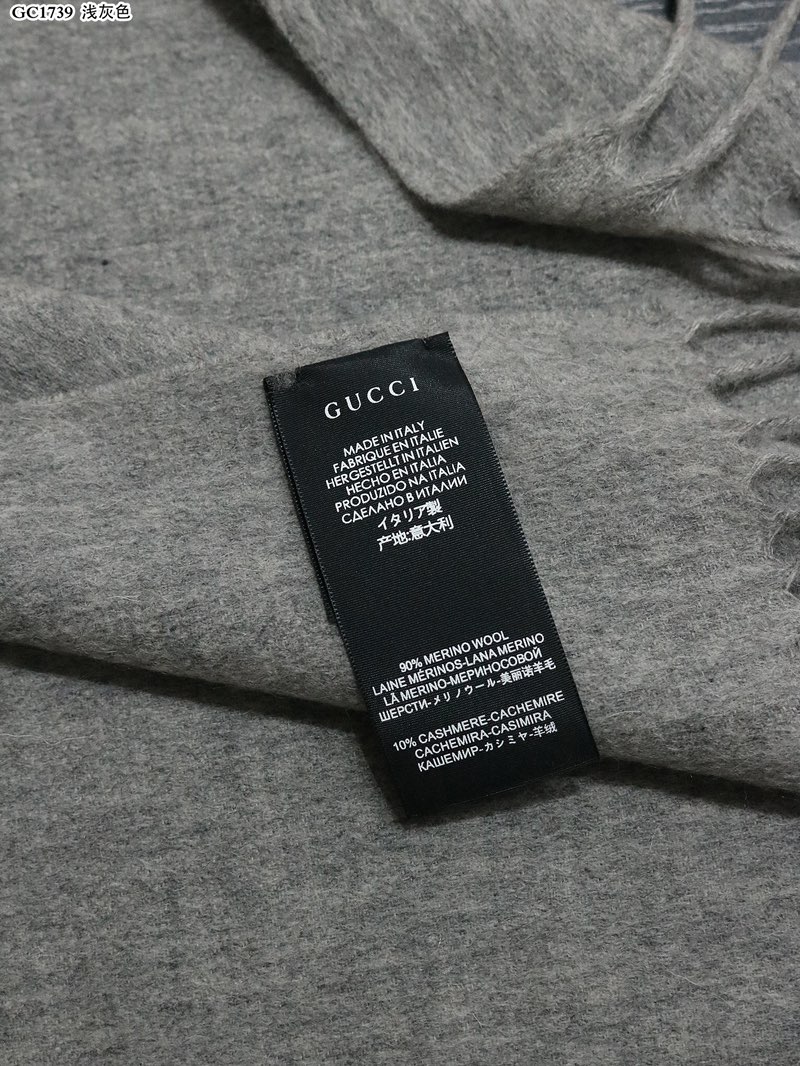 GC1739 浅灰色
GUCCI
MADE IN ITALY
FABRIQUE EN ITALIE
HERGESTELLT IN ITALIEN
HECHO EN ITALIA
PRODUZIDO NA ITALIA
СДЕЛАНО В ИТАЛИИ
イタリア製
产地:意大利
90% MERINO WOOL
LAINE MÉRINOS-LANA MERINO
LÃ MERINO-МЕРИНОСОВОЙ
ШЕРСТИ-メリノウール-美丽诺羊毛
10% CASHMERE-CACHEMIRE
CACHEMIRA-CASIMIRA
КАШЕМИР-カシミヤ-羊绒